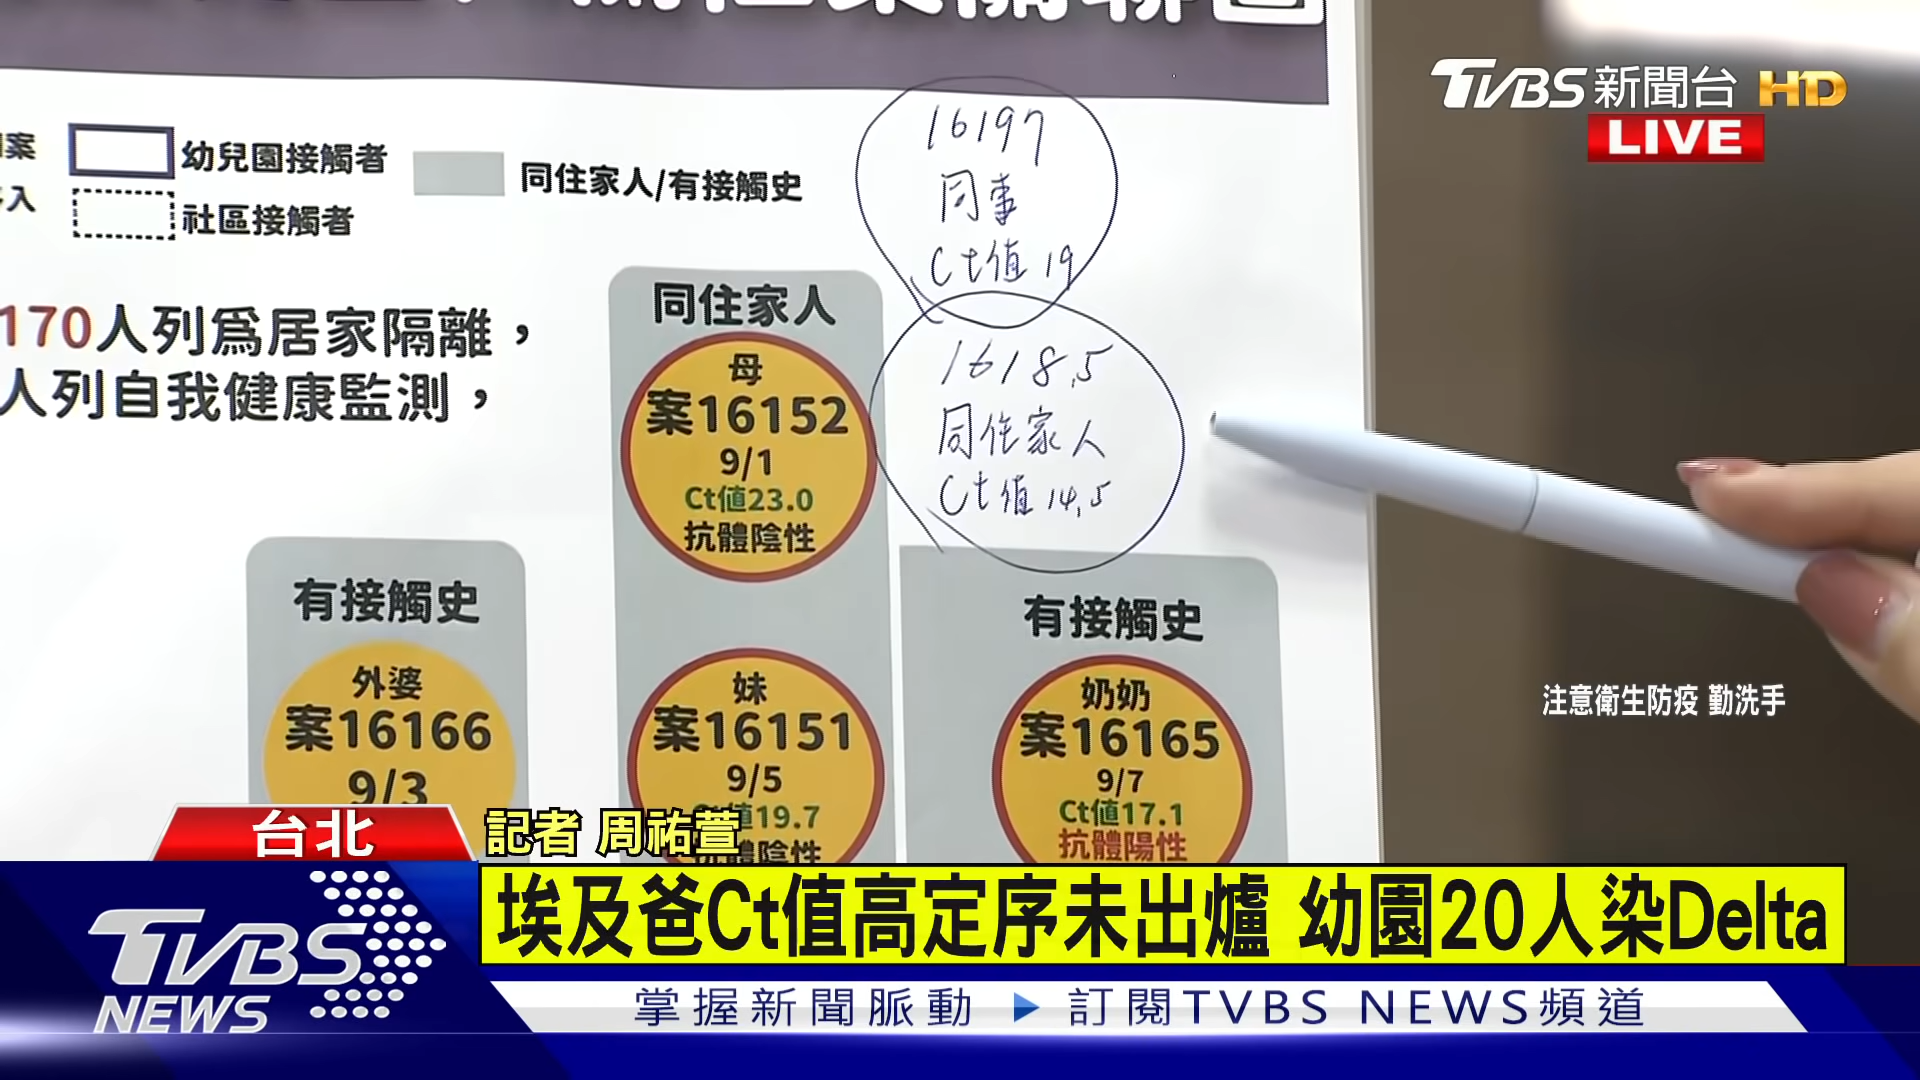 TVBS新聞台 HD
LIVE
案
幼兒園接觸者
入
社區接觸者
同住家人/有接觸史
16197
同事
Ct值 19
170人列為居家隔離，
人列自我健康監測，
同住家人
母
案16152
9/1
Ct值23.0
抗體陰性
16185
同住家人
Ct值 14.5
有接觸史
外婆
案16166
9/3
妹
案16151
9/5
Ct值19.7
抗體陰性
有接觸史
奶奶
案16165
9/7
Ct值17.1
抗體陽性
注意衛生防疫 勤洗手
台北
記者 周祐萱
埃及爸Ct值高定序未出爐 幼園20人染Delta
TVBS
NEWS
掌握新聞脈動 ▶ 訂閱TVBS NEWS頻道